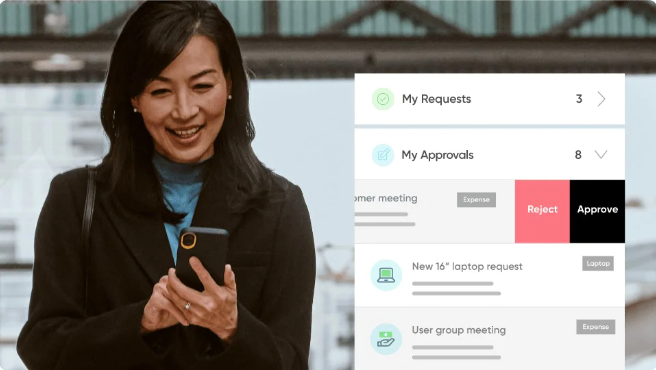 My Requests 3
My Approvals 8
omer meeting Expense Reject Approve
New 16" laptop request Laptop
User group meeting Expense